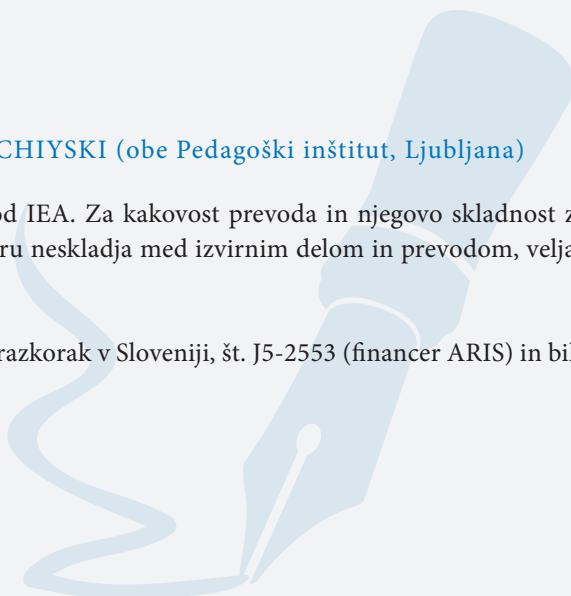 CHIYSKI (obe Pedagoški inštitut, Ljubljana)
od IEA. Za kakovost prevoda in njegovo skladnost z
ru neskladja med izvirnim delom in prevodom, velja
razkorak v Sloveniji, št. J5-2553 (financer ARIS) in bil